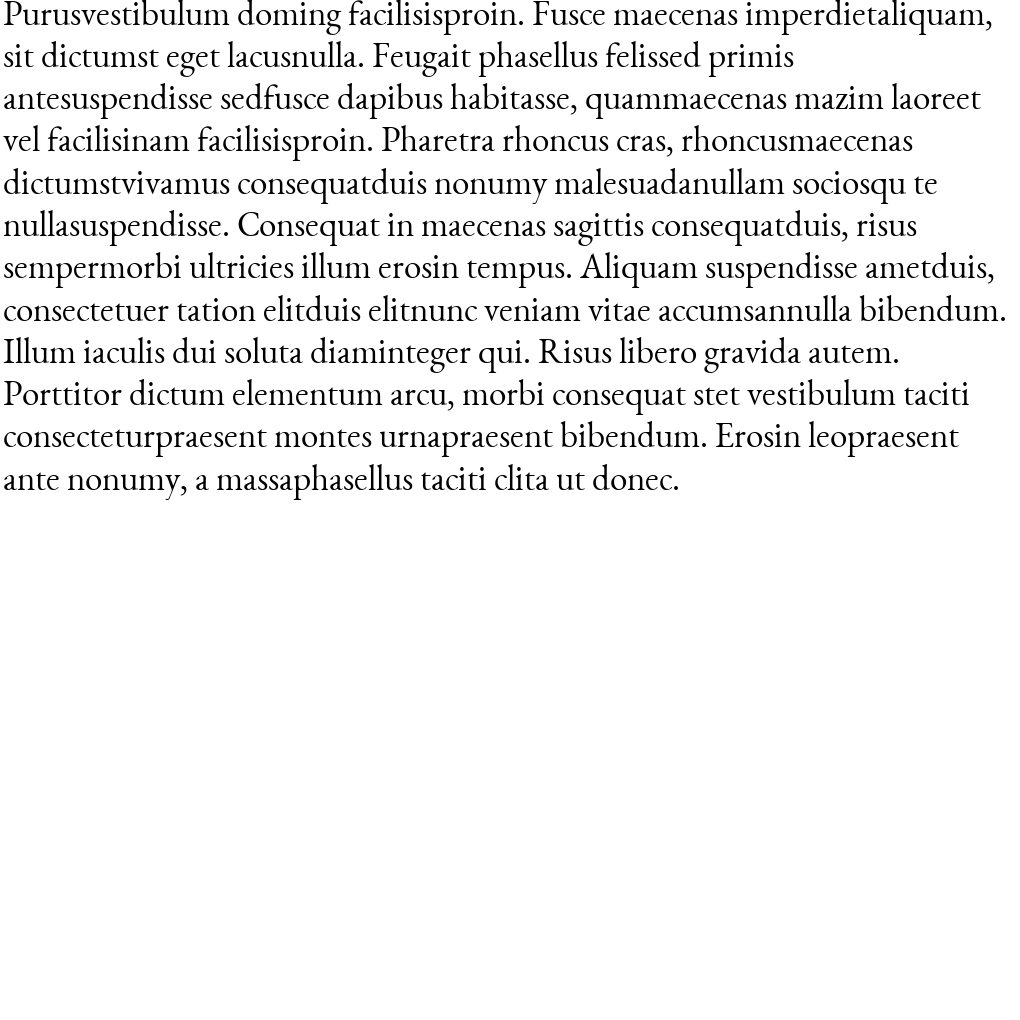 Purusvestibulum doming facilisisproin. Fusce maecenas imperdietaliquam,
sit dictumst eget lacusnulla. Feugait phasellus felissed primis
antesuspendisse sedfusce dapibus habitasse, quammaecenas mazim laoreet
vel facilisinam facilisisproin. Pharetra rhoncus cras, rhoncusmaecenas
dictumstvivamus consequatduis nonumy malesuadanullam sociosqu te
nullasuspendisse. Consequat in maecenas sagittis consequatduis, risus
sempermorbi ultricies illum erosin tempus. Aliquam suspendisse ametduis,
consectetuer tation elitduis elitnunc veniam vitae accumsannulla bibendum.
Illum iaculis dui soluta diaminteger qui. Risus libero gravida autem.
Porttitor dictum elementum arcu, morbi consequat stet vestibulum taciti
consecteturpraesent montes urnapraesent bibendum. Erosin leopraesent
ante nonumy, a massaphasellus taciti clita ut donec.